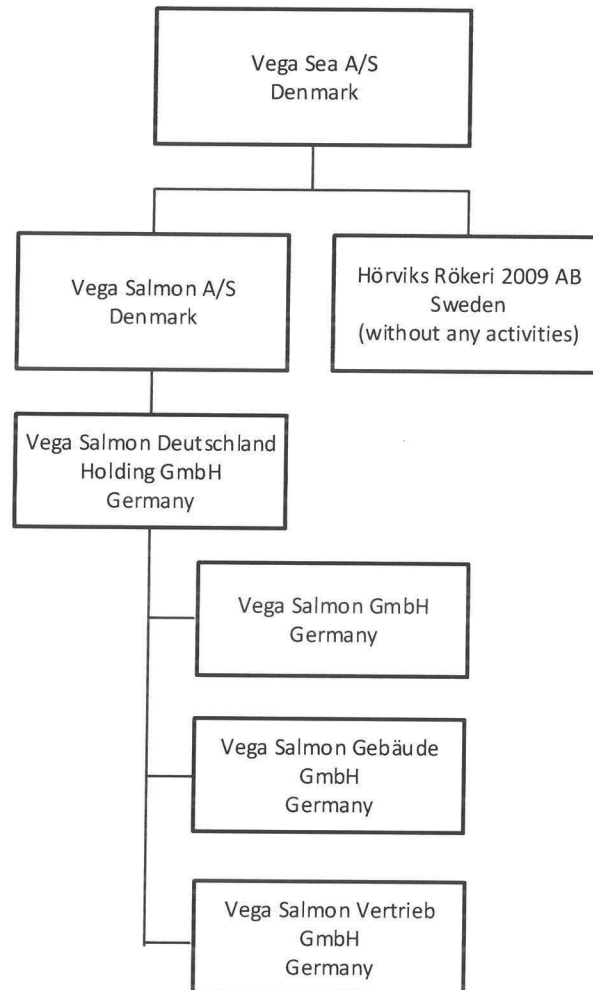 Vega Sea A/S
Denmark
Vega Salmon A/S
Denmark
Hörviks Rökeri 2009 AB
Sweden
(without any activities)
Vega Salmon Deutschland
Holding GmbH
Germany
Vega Salmon GmbH
Germany
Vega Salmon Gebäude
GmbH
Germany
Vega Salmon Vertrieb
GmbH
Germany